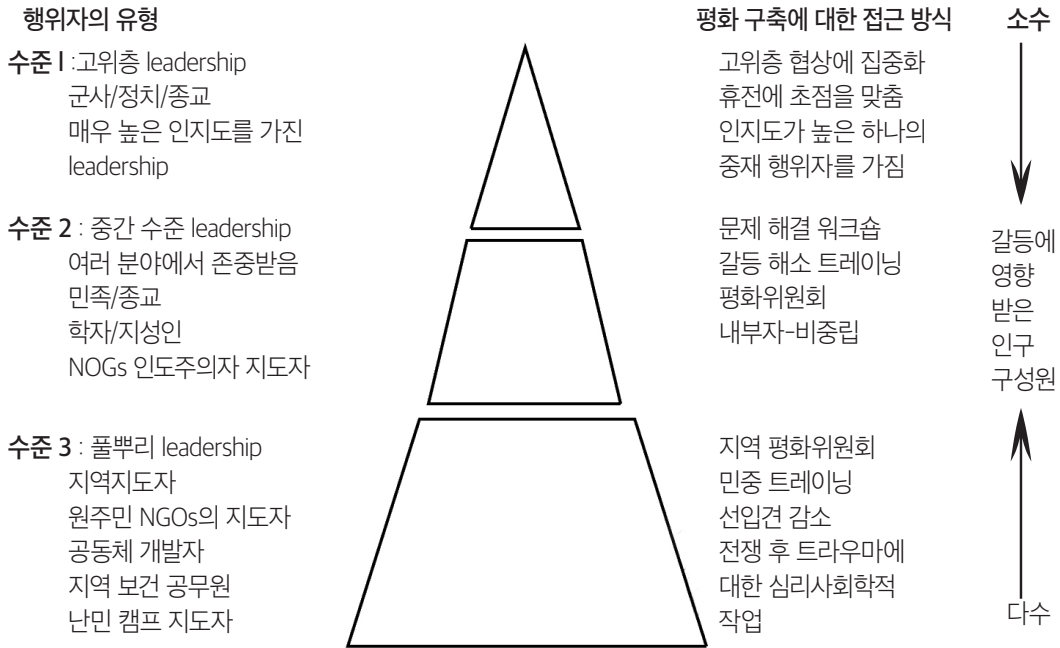 행위자의 유형
평화 구축에 대한 접근 방식
소수
수준 1 :고위층 leadership
군사/정치/종교
매우 높은 인지도를 가진
leadership
고위층 협상에 집중화
휴전에 초점을 맞춤
인지도가 높은 하나의
중재 행위자를 가짐
수준 2 : 중간 수준 leadership
여러 분야에서 존중받음
민족/종교
학자/지성인
NOGs 인도주의자 지도자
문제 해결 워크숍
갈등 해소 트레이닝
평화위원회
내부자-비중립
갈등에
영향
받은
인구
구성원
수준 3 : 풀뿌리 leadership
지역지도자
원주민 NGOs의 지도자
공동체 개발자
지역 보건 공무원
난민 캠프 지도자
지역 평화위원회
민중 트레이닝
선입견 감소
전쟁 후 트라우마에
대한 심리사회학적
작업
다수